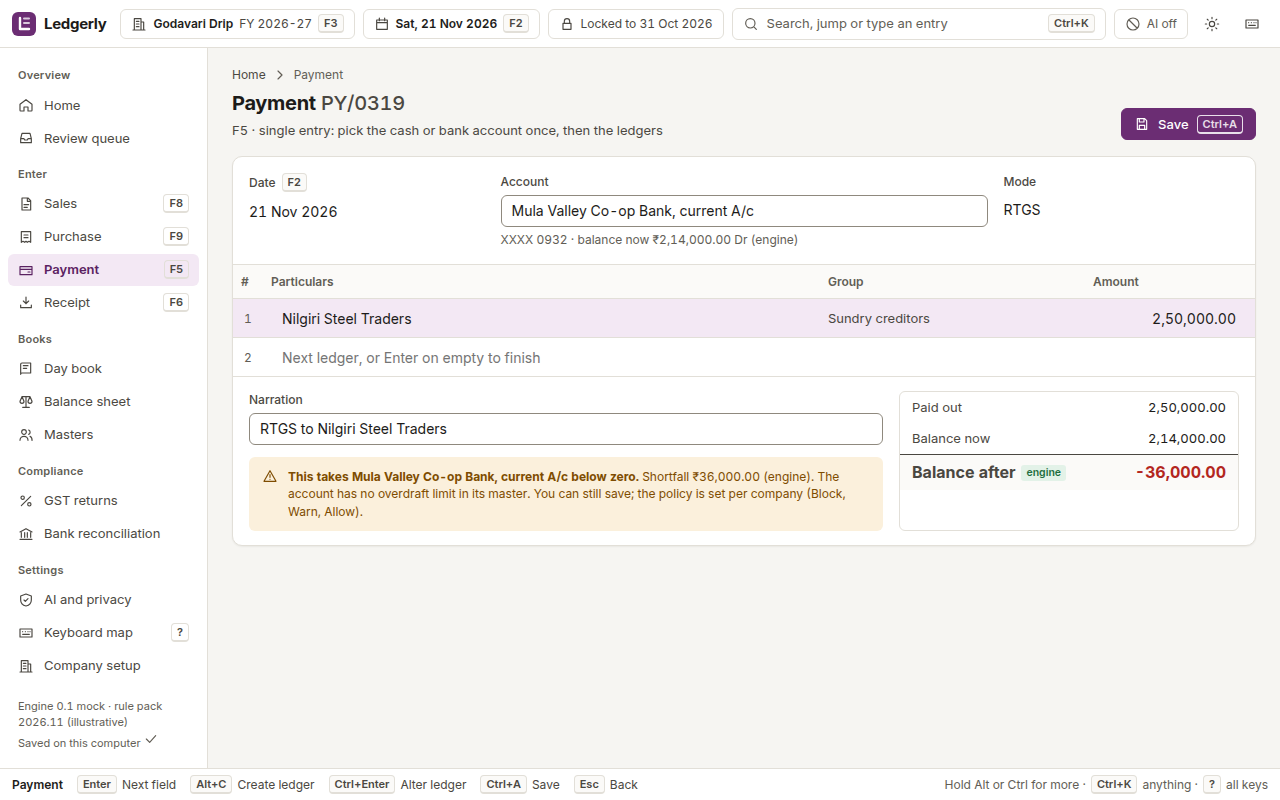 Ledgerly
Godavari Drip FY 2026-27 F3
Sat, 21 Nov 2026 F2
Locked to 31 Oct 2026
Search, jump or type an entry Ctrl+K
AI off
Overview
Home
Review queue
Enter
Sales F8
Purchase F9
Payment F5
Receipt F6
Books
Day book
Balance sheet
Masters
Compliance
GST returns
Bank reconciliation
Settings
AI and privacy
Keyboard map ?
Company setup
Engine 0.1 mock · rule pack
2026.11 (illustrative)
Saved on this computer
Home > Payment
Payment PY/0319
F5 · single entry: pick the cash or bank account once, then the ledgers
Save Ctrl+A
Date F2
21 Nov 2026
Account
Mula Valley Co-op Bank, current A/c
XXXX 0932 · balance now ₹2,14,000.00 Dr (engine)
Mode
RTGS
# Particulars Group Amount
1 Nilgiri Steel Traders Sundry creditors 2,50,000.00
2 Next ledger, or Enter on empty to finish
Narration
RTGS to Nilgiri Steel Traders
This takes Mula Valley Co-op Bank, current A/c below zero. Shortfall ₹36,000.00 (engine). The
account has no overdraft limit in its master. You can still save; the policy is set per company (Block,
Warn, Allow).
Paid out 2,50,000.00
Balance now 2,14,000.00
Balance after engine -36,000.00
Payment Enter Next field Alt+C Create ledger Ctrl+Enter Alter ledger Ctrl+A Save Esc Back
Hold Alt or Ctrl for more · Ctrl+K anything · ? all keys